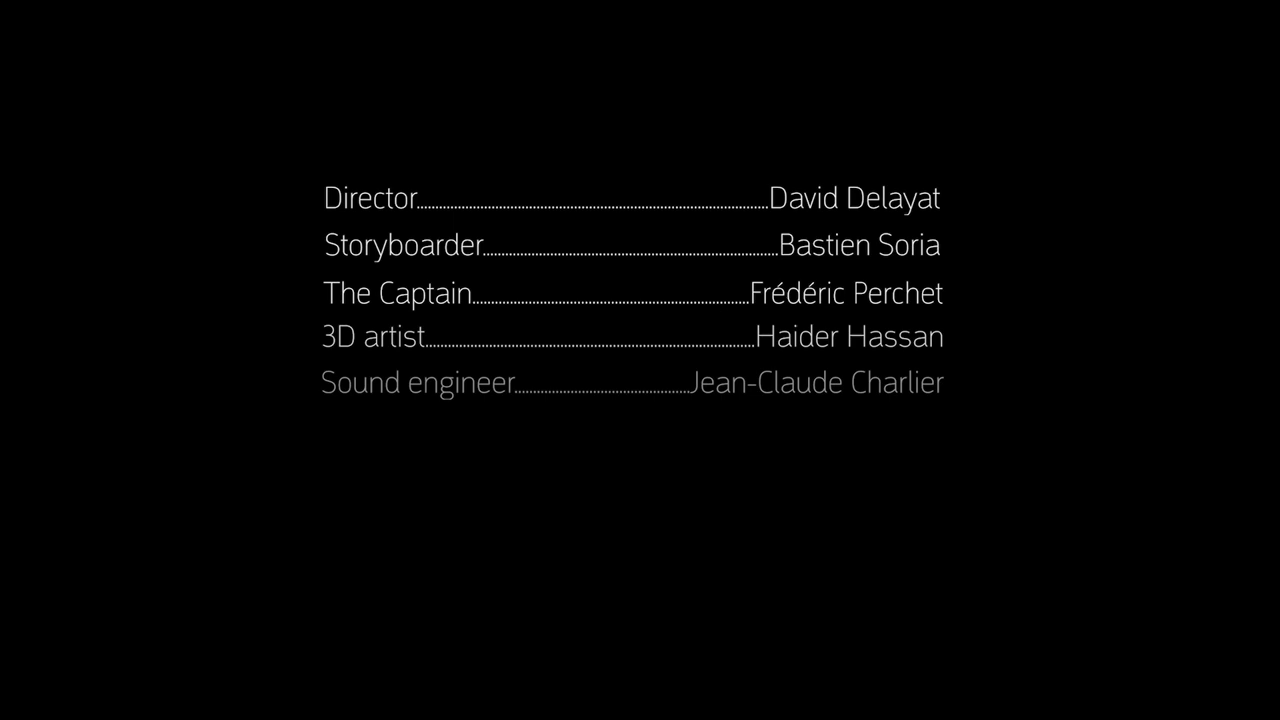 Director..........................................................................................David Delayat
Storyboarder............................................................................Bastien Soria
The Captain.......................................................................Frédéric Perchet
3D artist.....................................................................................Haider Hassan
Sound engineer.............................................Jean-Claude Charlier